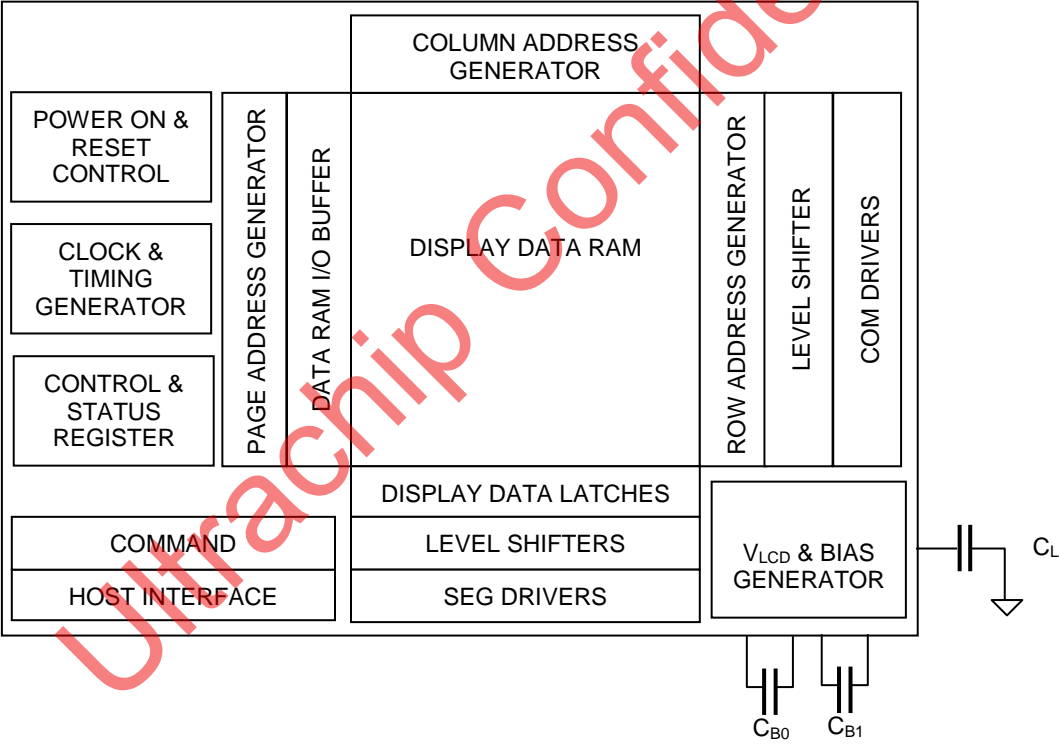 COLUMN ADDRESS
GENERATOR
POWER ON &
RESET
CONTROL
CLOCK &
TIMING
GENERATOR
CONTROL &
STATUS
REGISTER
PAGE ADDRESS GENERATOR
DATA RAM I/O BUFFER
DISPLAY DATA RAM
ROW ADDRESS GENERATOR
LEVEL SHIFTER
COM DRIVERS
DISPLAY DATA LATCHES
LEVEL SHIFTERS
SEG DRIVERS
COMMAND
HOST INTERFACE
VLCD & BIAS
GENERATOR
CL
CB0
CB1
Ultrachip Confide